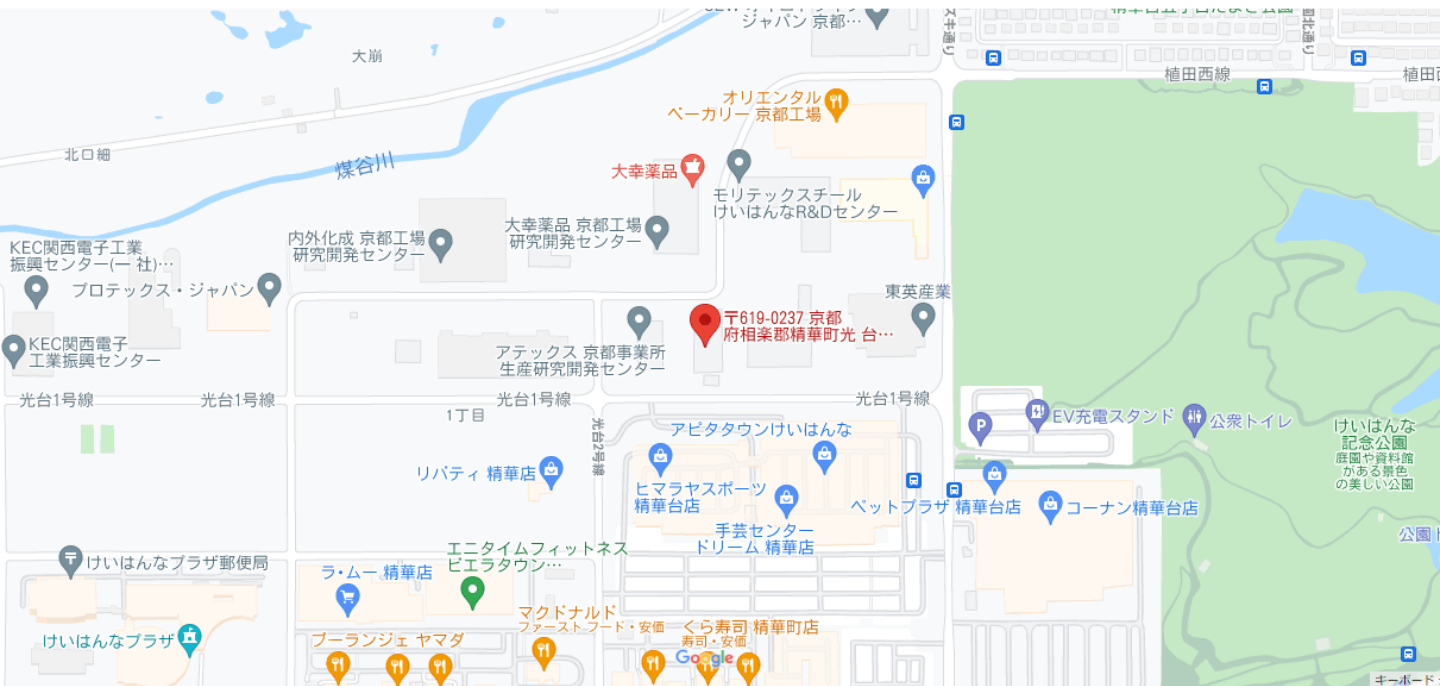 ジャパン 京都…
大崩
植田西線
植田西
オリエンタル
ベーカリー 京都工場
北口細
煤谷川
大幸薬品
モリテックスチール
けいはんなR&Dセンター
大幸薬品 京都工場
研究開発センター
内外化成 京都工場
研究開発センター
KEC関西電子工業
振興センター(一 社)…
プロテックス・ジャパン
東英産業
〒619-0237 京都
府相楽郡精華町光 台…
KEC関西電子
工業振興センター
アテックス 京都事業所
生産研究開発センター
光台1号線
光台1号線
光台1号線
光台1号線
1丁目
光台2号線
アピタタウンけいはんな
P
EV充電スタンド
公衆トイレ
けいはんな
記念公園
庭園や資料館
がある景色
の美しい公園
リバティ 精華店
ヒマラヤスポーツ
精華台店
手芸センター
ドリーム 精華店
ペットプラザ 精華台店
コーナン精華台店
公園
けいはんなプラザ郵便局
エニタイムフィットネス
ビエラタウン…
ラ・ムー 精華店
マクドナルド
ファースト フード・安価
くら寿司 精華町店
寿司・安価
けいはんなプラザ
ブーランジェ ヤマダ
Google
キーボード